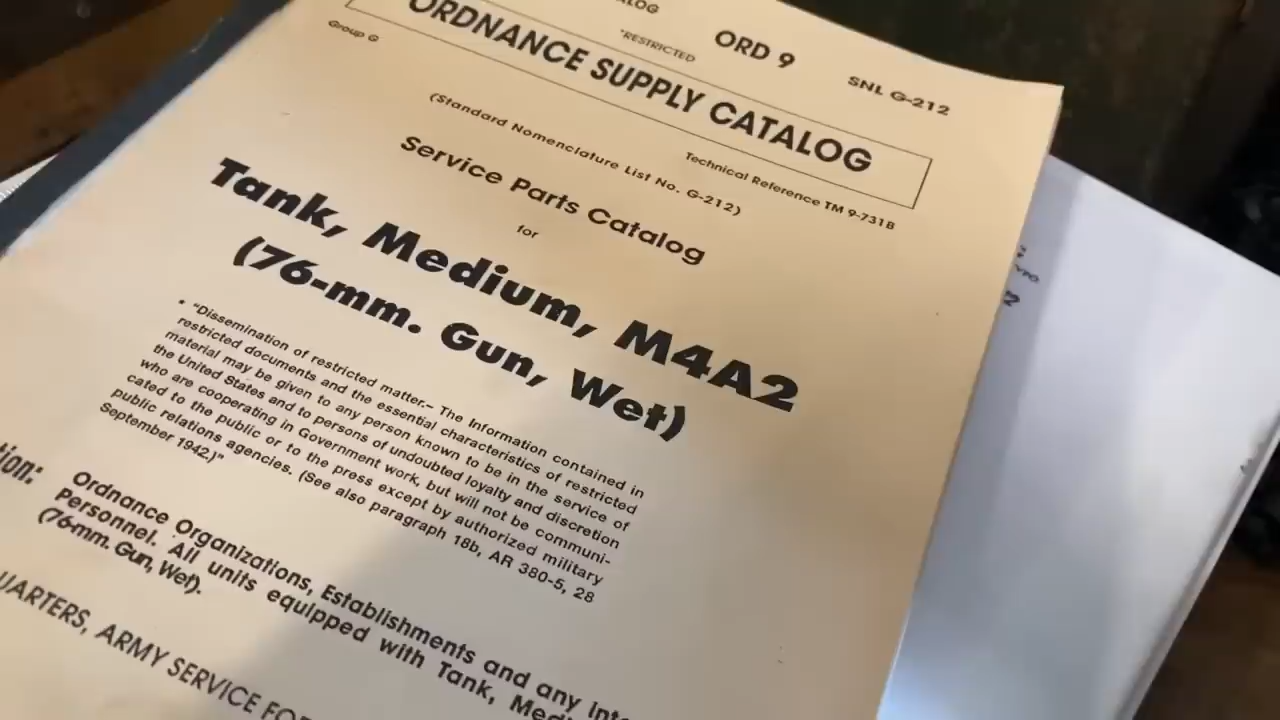 ALOG
*RESTRICTED
ORD 9
SNL G-212
ORDNANCE SUPPLY CATALOG
Group G
(Standard Nomenclature List No. G-212)
Technical Reference TM 9-731B
Service Parts Catalog
for
Tank, Medium, M4A2
(76-mm. Gun, Wet)
* "Dissemination of restricted matter.– The Information contained in
restricted documents and the essential characteristics of restricted
material may be given to any person known to be in the service of
the United States and to persons of undoubted loyalty and discretion
who are cooperating in Government work, but will not be communi-
cated to the public or to the press except by authorized military
public relations agencies. (See also paragraph 18b, AR 380-5, 28
September 1942.)"
tion:
Ordnance Organizations, Establishments and any Int
Personnel. All units equipped with Tank, Medi
(76-mm. Gun, Wet).
UARTERS, ARMY SERVICE FOR